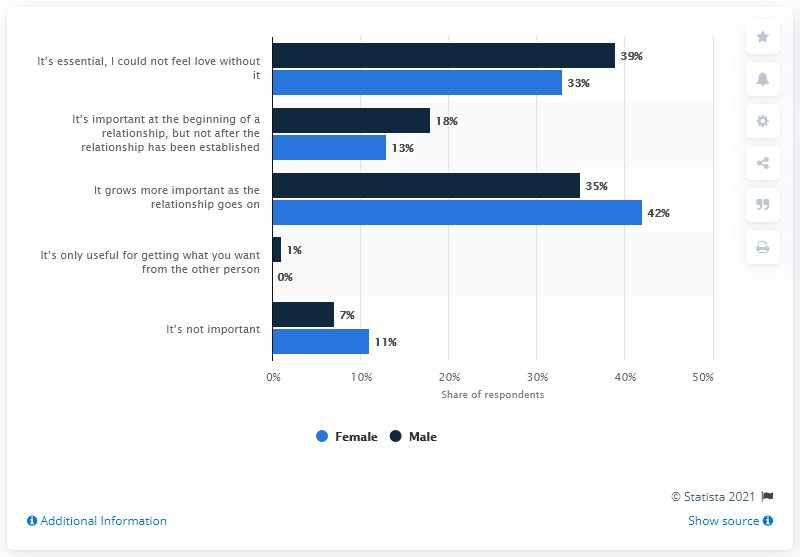 It's essential, I could not feel love without
it
39%
33%
It's important at the beginning of a
relationship, but not after the
relationship has been established
18%
13%
It grows more important as the
relationship goes on
35%
42%
It's only useful for getting what you want
from the other person
1%
0%
It's not important
7%
11%
0% 10% 20% 30% 40% 50%
Share of respondents
Female Male
© Statista 2021
Additional Information
Show source